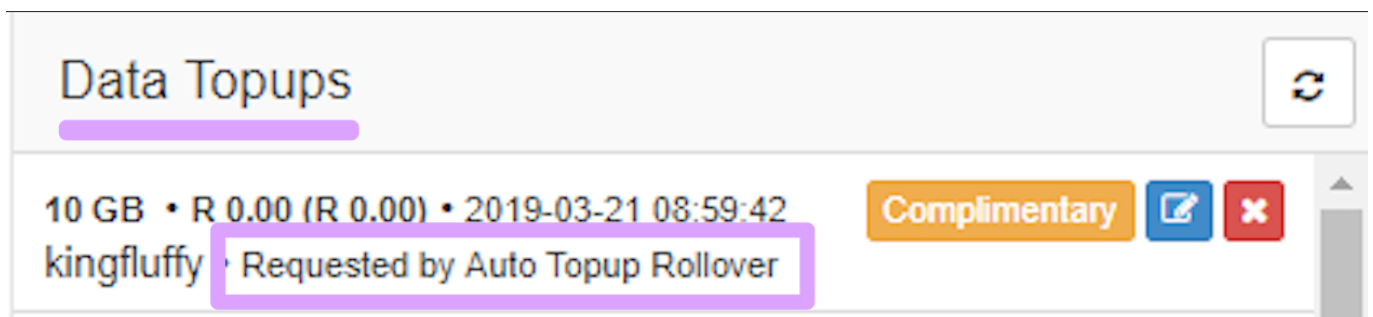 Data Topups
10 GB • R 0.00 (R 0.00) • 2019-03-21 08:59:42 Complimentary
kingfluffy • Requested by Auto Topup Rollover